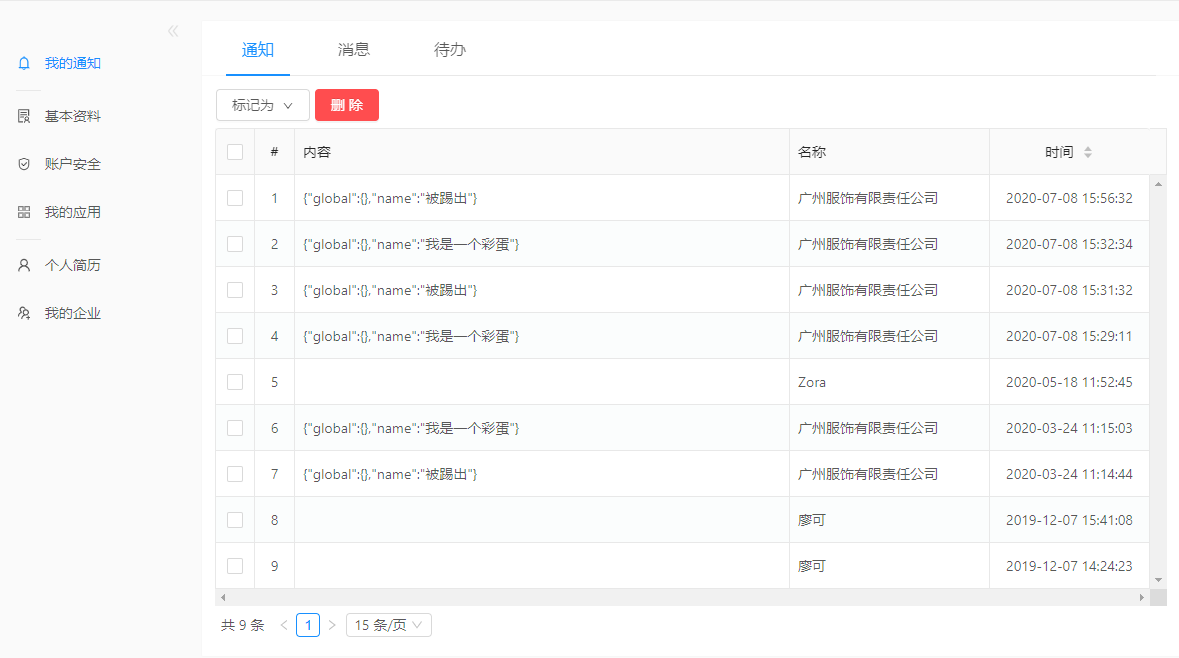 我的通知
基本资料
账户安全
我的应用
个人简历
我的企业
通知 消息 待办
标记为 删 除
# 内容 名称 时间
1 {"global":{},"name":"被踢出"} 广州服饰有限责任公司 2020-07-08 15:56:32
2 {"global":{},"name":"我是一个彩蛋"} 广州服饰有限责任公司 2020-07-08 15:32:34
3 {"global":{},"name":"被踢出"} 广州服饰有限责任公司 2020-07-08 15:31:32
4 {"global":{},"name":"我是一个彩蛋"} 广州服饰有限责任公司 2020-07-08 15:29:11
5 Zora 2020-05-18 11:52:45
6 {"global":{},"name":"我是一个彩蛋"} 广州服饰有限责任公司 2020-03-24 11:15:03
7 {"global":{},"name":"被踢出"} 广州服饰有限责任公司 2020-03-24 11:14:44
8 廖可 2019-12-07 15:41:08
9 廖可 2019-12-07 14:24:23
共 9 条 < 1 > 15 条/页